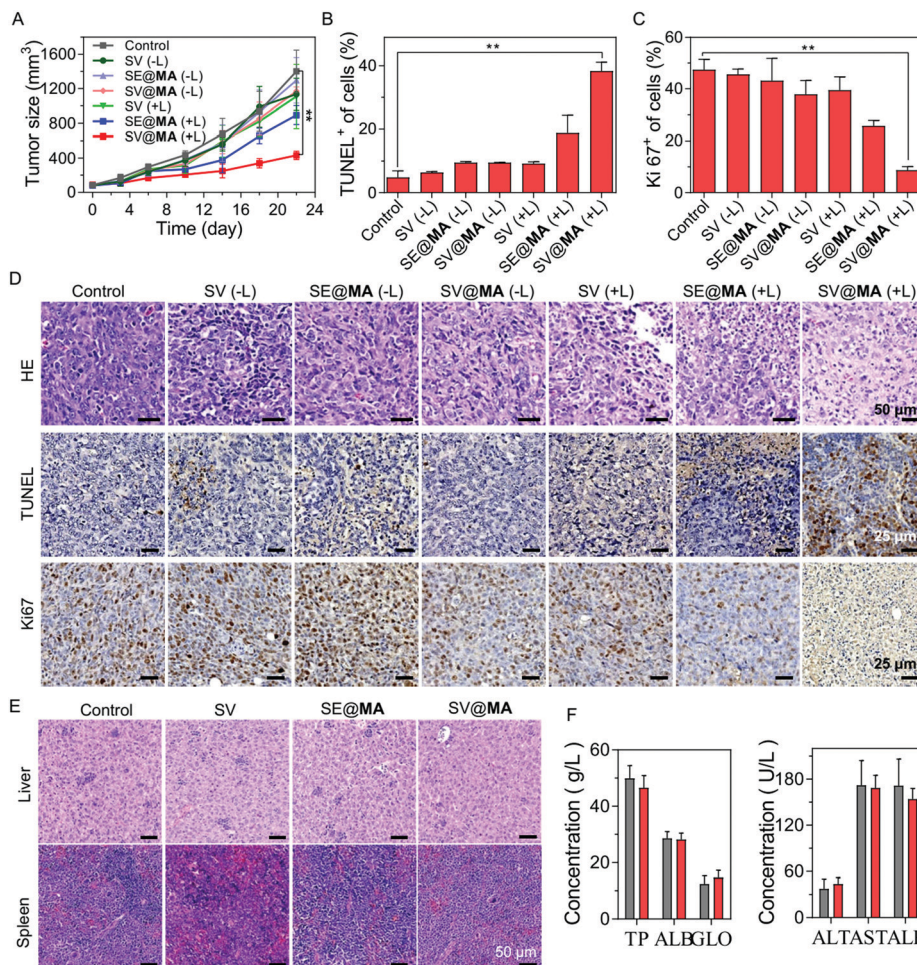 A
Tumor size (mm³)
1600
1200
800
400
0
0 4 8 12 16 20 24
Time (day)
Control
SV (-L)
SE@MA (-L)
SV@MA (-L)
SV (+L)
SE@MA (+L)
SV@MA (+L)
**
B
TUNEL⁺ of cells (%)
40
20
0
**
Control
SV (-L)
SE@MA (-L)
SV@MA (-L)
SV (+L)
SE@MA (+L)
SV@MA (+L)
C
Ki 67⁺ of cells (%)
60
40
20
0
**
Control
SV (-L)
SE@MA (-L)
SV@MA (-L)
SV (+L)
SE@MA (+L)
SV@MA (+L)
D
Control SV (-L) SE@MA (-L) SV@MA (-L) SV (+L) SE@MA (+L) SV@MA (+L)
HE
50 μm
TUNEL
25 μm
Ki67
25 μm
E
Control SV SE@MA SV@MA
Liver
Spleen
50 μm
F
Concentration ( g/L)
60
40
20
0
TP ALB GLO
Concentration ( U/L)
180
120
60
0
ALT AST